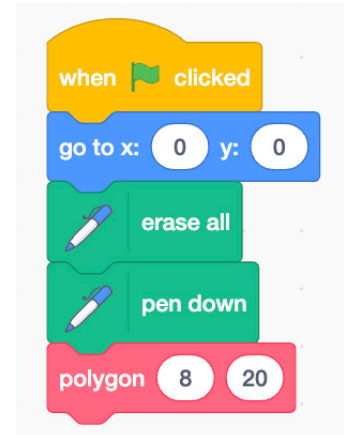 when clicked
go to x: 0 y: 0
erase all
pen down
polygon 8 20